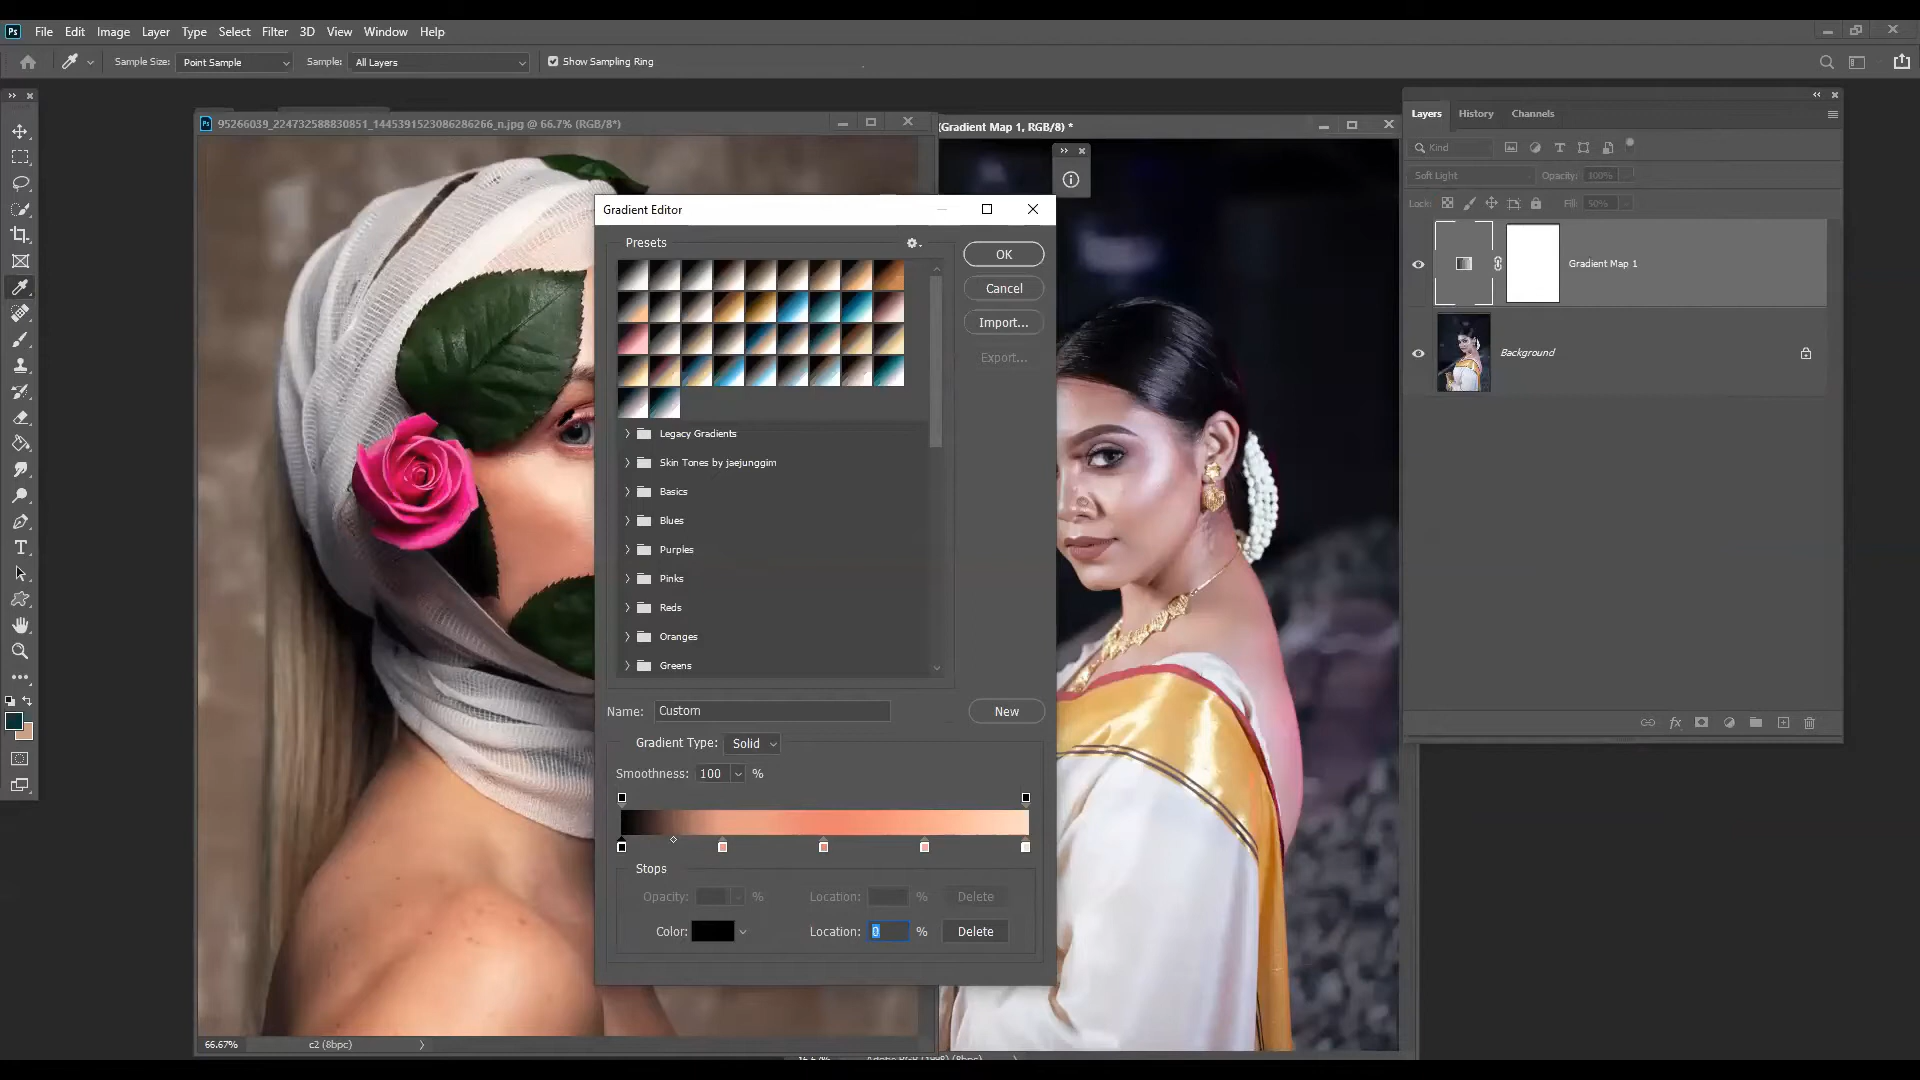 Ps File Edit Image Layer Type Select Filter 3D View Window Help
Sample Size: Point Sample Sample: All Layers Show Sampling Ring
Ps 95266039_224732588830851_1445391523086286266_n.jpg @ 66.7% (RGB/8*)
(Gradient Map 1, RGB/8) *
66.67% c2 (8bpc)
Gradient Editor
Presets
OK
Cancel
Import...
Export...
Legacy Gradients
Skin Tones by jaejunggim
Basics
Blues
Purples
Pinks
Reds
Oranges
Greens
Name: Custom New
Gradient Type: Solid
Smoothness: 100 %
Stops
Opacity: % Location: % Delete
Color: Location: 0 % Delete
Layers History Channels
Kind
Soft Light Opacity: 100%
Lock: Fill: 50%
Gradient Map 1
Background